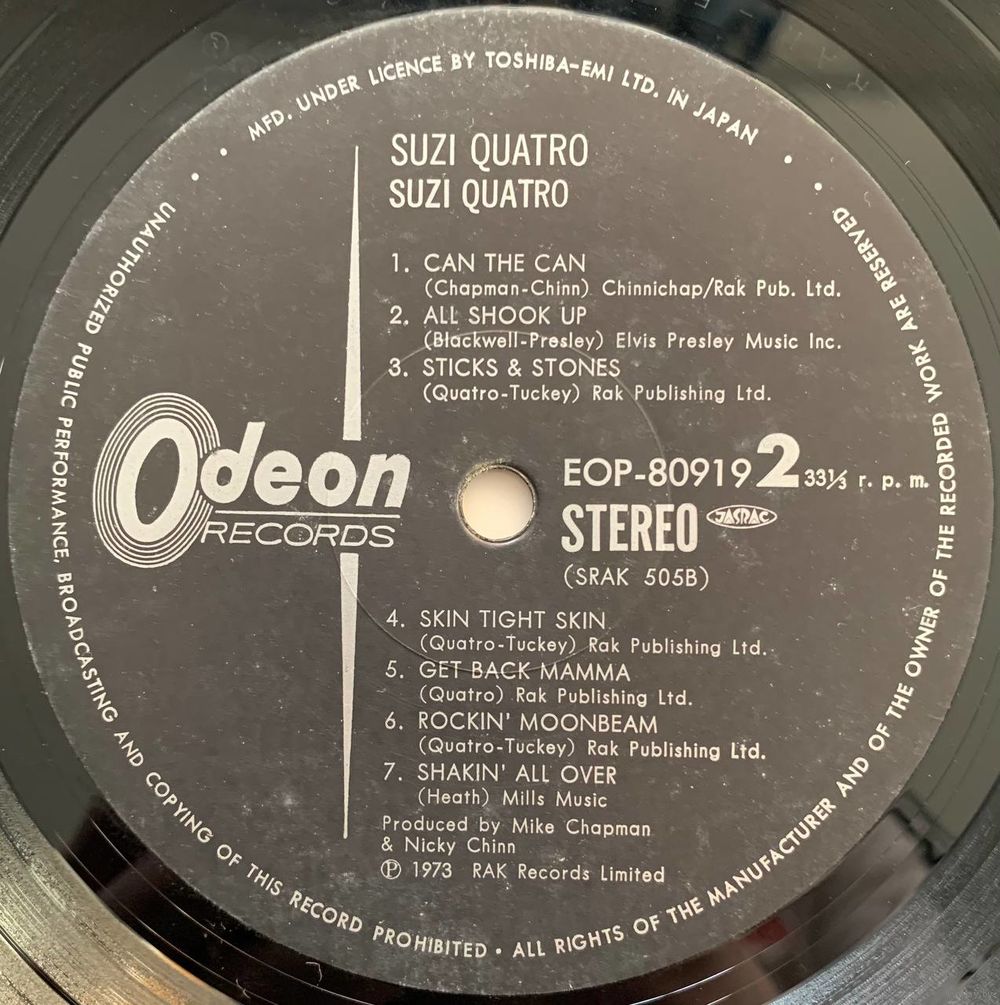 MFD. UNDER LICENCE BY TOSHIBA-EMI LTD. IN JAPAN
SUZI QUATRO
SUZI QUATRO
1. CAN THE CAN
(Chapman-Chinn) Chinnichap/Rak Pub. Ltd.
2. ALL SHOOK UP
(Blackwell-Presley) Elvis Presley Music Inc.
3. STICKS & STONES
(Quatro-Tuckey) Rak Publishing Ltd.
Odeon
RECORDS
EOP-80919 2 33⅓ r. p. m.
STEREO JASRAC
(SRAK 505B)
4. SKIN TIGHT SKIN
(Quatro-Tuckey) Rak Publishing Ltd.
5. GET BACK MAMMA
(Quatro) Rak Publishing Ltd.
6. ROCKIN' MOONBEAM
(Quatro-Tuckey) Rak Publishing Ltd.
7. SHAKIN' ALL OVER
(Heath) Mills Music
Produced by Mike Chapman
& Nicky Chinn
Ⓟ 1973 RAK Records Limited
UNAUTHORIZED PUBLIC PERFORMANCE, BROADCASTING AND COPYING OF THIS RECORD PROHIBITED • ALL RIGHTS OF THE MANUFACTURER AND OF THE OWNER OF THE RECORDED WORK ARE RESERVED